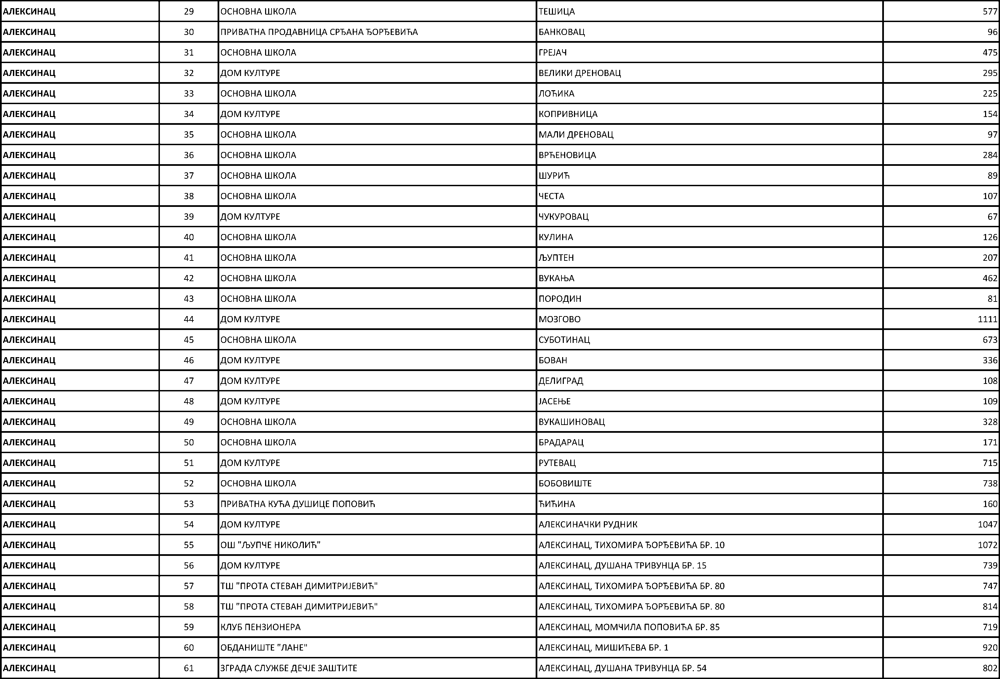 АЛЕКСИНАЦ 29 ОСНОВНА ШКОЛА ТЕШИЦА 577
АЛЕКСИНАЦ 30 ПРИВАТНА ПРОДАВНИЦА СРЂАНА ЂОРЂЕВИЋА БАНКОВАЦ 96
АЛЕКСИНАЦ 31 ОСНОВНА ШКОЛА ГРЕЈАЧ 475
АЛЕКСИНАЦ 32 ДОМ КУЛТУРЕ ВЕЛИКИ ДРЕНОВАЦ 295
АЛЕКСИНАЦ 33 ОСНОВНА ШКОЛА ЛОЋИКА 225
АЛЕКСИНАЦ 34 ДОМ КУЛТУРЕ КОПРИВНИЦА 154
АЛЕКСИНАЦ 35 ОСНОВНА ШКОЛА МАЛИ ДРЕНОВАЦ 97
АЛЕКСИНАЦ 36 ОСНОВНА ШКОЛА ВРЋЕНОВИЦА 284
АЛЕКСИНАЦ 37 ОСНОВНА ШКОЛА ШУРИЋ 89
АЛЕКСИНАЦ 38 ОСНОВНА ШКОЛА ЧЕСТА 107
АЛЕКСИНАЦ 39 ДОМ КУЛТУРЕ ЧУКУРОВАЦ 67
АЛЕКСИНАЦ 40 ОСНОВНА ШКОЛА КУЛИНА 126
АЛЕКСИНАЦ 41 ОСНОВНА ШКОЛА ЉУПТЕН 207
АЛЕКСИНАЦ 42 ОСНОВНА ШКОЛА ВУКАЊА 462
АЛЕКСИНАЦ 43 ОСНОВНА ШКОЛА ПОРОДИН 81
АЛЕКСИНАЦ 44 ДОМ КУЛТУРЕ МОЗГОВО 1111
АЛЕКСИНАЦ 45 ОСНОВНА ШКОЛА СУБОТИНАЦ 673
АЛЕКСИНАЦ 46 ДОМ КУЛТУРЕ БОВАН 336
АЛЕКСИНАЦ 47 ДОМ КУЛТУРЕ ДЕЛИГРАД 108
АЛЕКСИНАЦ 48 ДОМ КУЛТУРЕ ЈАСЕЊЕ 109
АЛЕКСИНАЦ 49 ОСНОВНА ШКОЛА ВУКАШИНОВАЦ 328
АЛЕКСИНАЦ 50 ОСНОВНА ШКОЛА БРАДАРАЦ 171
АЛЕКСИНАЦ 51 ДОМ КУЛТУРЕ РУТЕВАЦ 715
АЛЕКСИНАЦ 52 ОСНОВНА ШКОЛА БОБОВИШТЕ 738
АЛЕКСИНАЦ 53 ПРИВАТНА КУЋА ДУШИЦЕ ПОПОВИЋ ЋИЋИНА 160
АЛЕКСИНАЦ 54 ДОМ КУЛТУРЕ АЛЕКСИНАЧКИ РУДНИК 1047
АЛЕКСИНАЦ 55 ОШ "ЉУПЧЕ НИКОЛИЋ" АЛЕКСИНАЦ, ТИХОМИРА ЂОРЂЕВИЋА БР. 10 1072
АЛЕКСИНАЦ 56 ДОМ КУЛТУРЕ АЛЕКСИНАЦ, ДУШАНА ТРИВУНЦА БР. 15 739
АЛЕКСИНАЦ 57 ТШ "ПРОТА СТЕВАН ДИМИТРИЈЕВИЋ" АЛЕКСИНАЦ, ТИХОМИРА ЂОРЂЕВИЋА БР. 80 747
АЛЕКСИНАЦ 58 ТШ "ПРОТА СТЕВАН ДИМИТРИЈЕВИЋ" АЛЕКСИНАЦ, ТИХОМИРА ЂОРЂЕВИЋА БР. 80 814
АЛЕКСИНАЦ 59 КЛУБ ПЕНЗИОНЕРА АЛЕКСИНАЦ, МОМЧИЛА ПОПОВИЋА БР. 85 719
АЛЕКСИНАЦ 60 ОБДАНИШТЕ "ЛАНЕ" АЛЕКСИНАЦ, МИШИЋЕВА БР. 1 920
АЛЕКСИНАЦ 61 ЗГРАДА СЛУЖБЕ ДЕЧЈЕ ЗАШТИТЕ АЛЕКСИНАЦ, ДУШАНА ТРИВУНЦА БР. 54 802